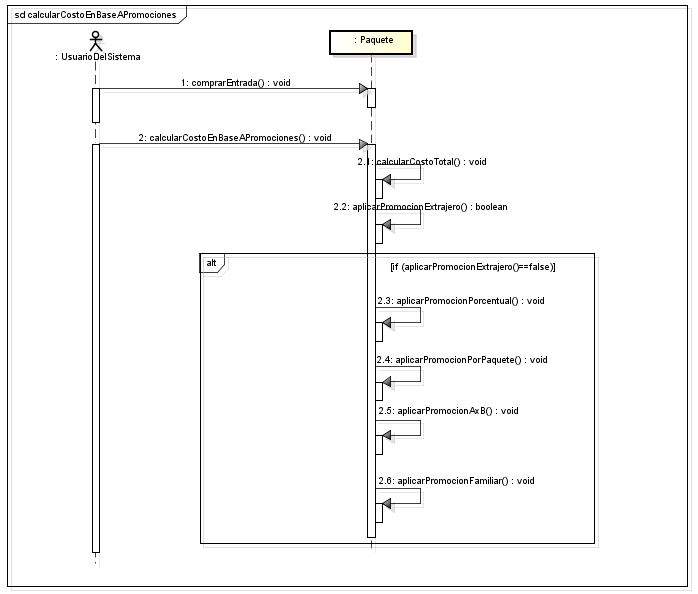 sd calcularCostoEnBaseAPromociones
: UsuarioDelSistema
: Paquete
1: comprarEntrada() : void
2: calcularCostoEnBaseAPromociones() : void
2.1: calcularCostoTotal() : void
2.2: aplicarPromocionExtrajero() : boolean
alt
[if (aplicarPromocionExtrajero()==false)]
2.3: aplicarPromocionPorcentual() : void
2.4: aplicarPromocionPorPaquete() : void
2.5: aplicarPromocionAxB() : void
2.6: aplicarPromocionFamiliar() : void